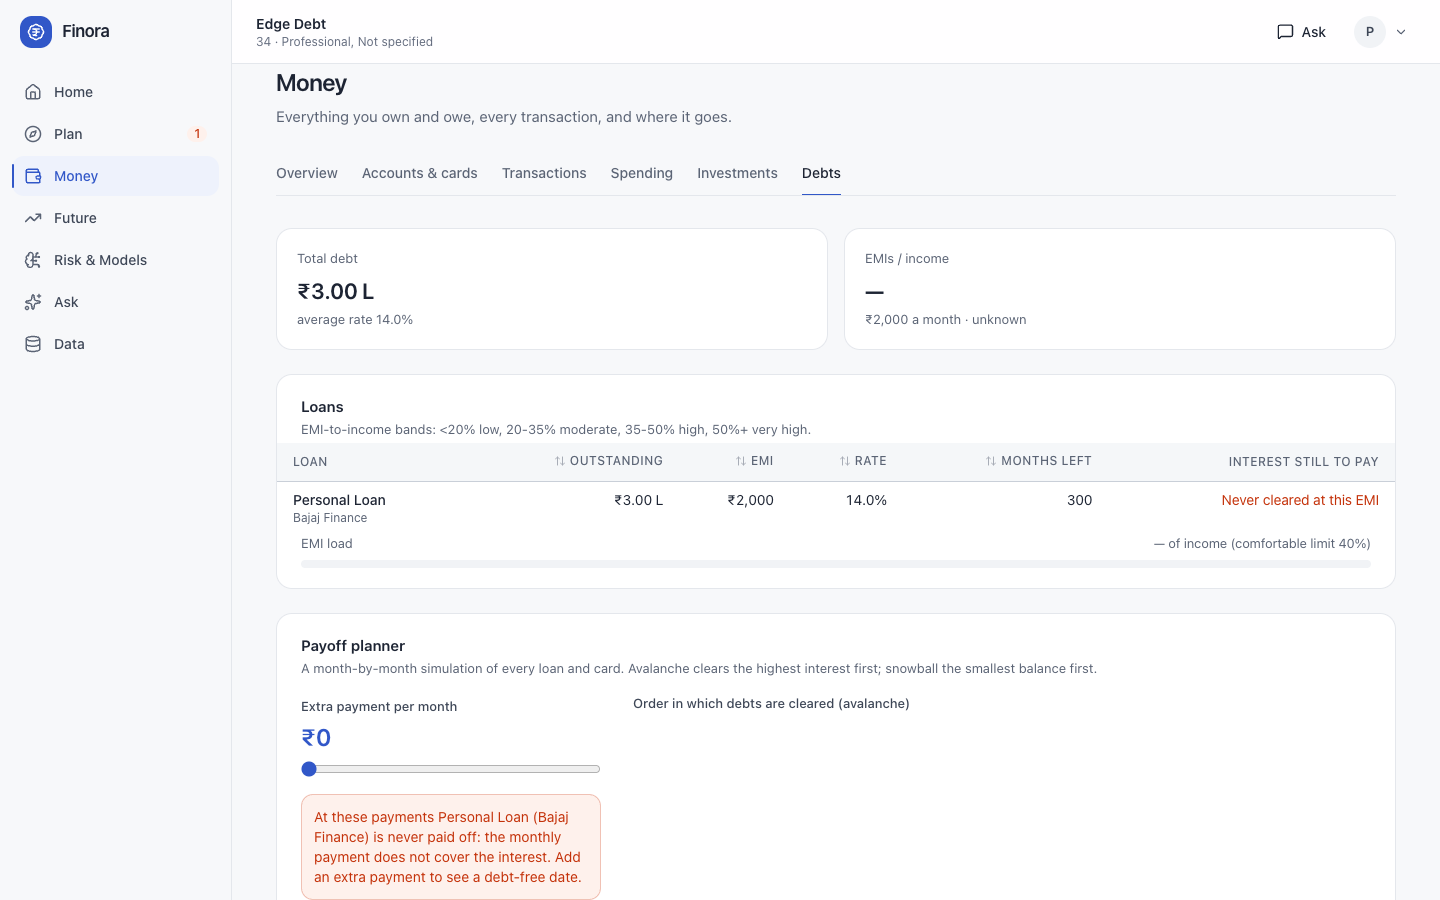 Finora
Home
Plan
1
Money
Future
Risk & Models
Ask
Data
Edge Debt
34 · Professional, Not specified
Ask
P
Money
Everything you own and owe, every transaction, and where it goes.
Overview
Accounts & cards
Transactions
Spending
Investments
Debts
Total debt
₹3.00 L
average rate 14.0%
EMIs / income
—
₹2,000 a month · unknown
Loans
EMI-to-income bands: <20% low, 20-35% moderate, 35-50% high, 50%+ very high.
LOAN
OUTSTANDING
EMI
RATE
MONTHS LEFT
INTEREST STILL TO PAY
Personal Loan
₹3.00 L
₹2,000
14.0%
300
Never cleared at this EMI
Bajaj Finance
EMI load
— of income (comfortable limit 40%)
Payoff planner
A month-by-month simulation of every loan and card. Avalanche clears the highest interest first; snowball the smallest balance first.
Extra payment per month
₹0
Order in which debts are cleared (avalanche)
At these payments Personal Loan (Bajaj
Finance) is never paid off: the monthly
payment does not cover the interest. Add
an extra payment to see a debt-free date.